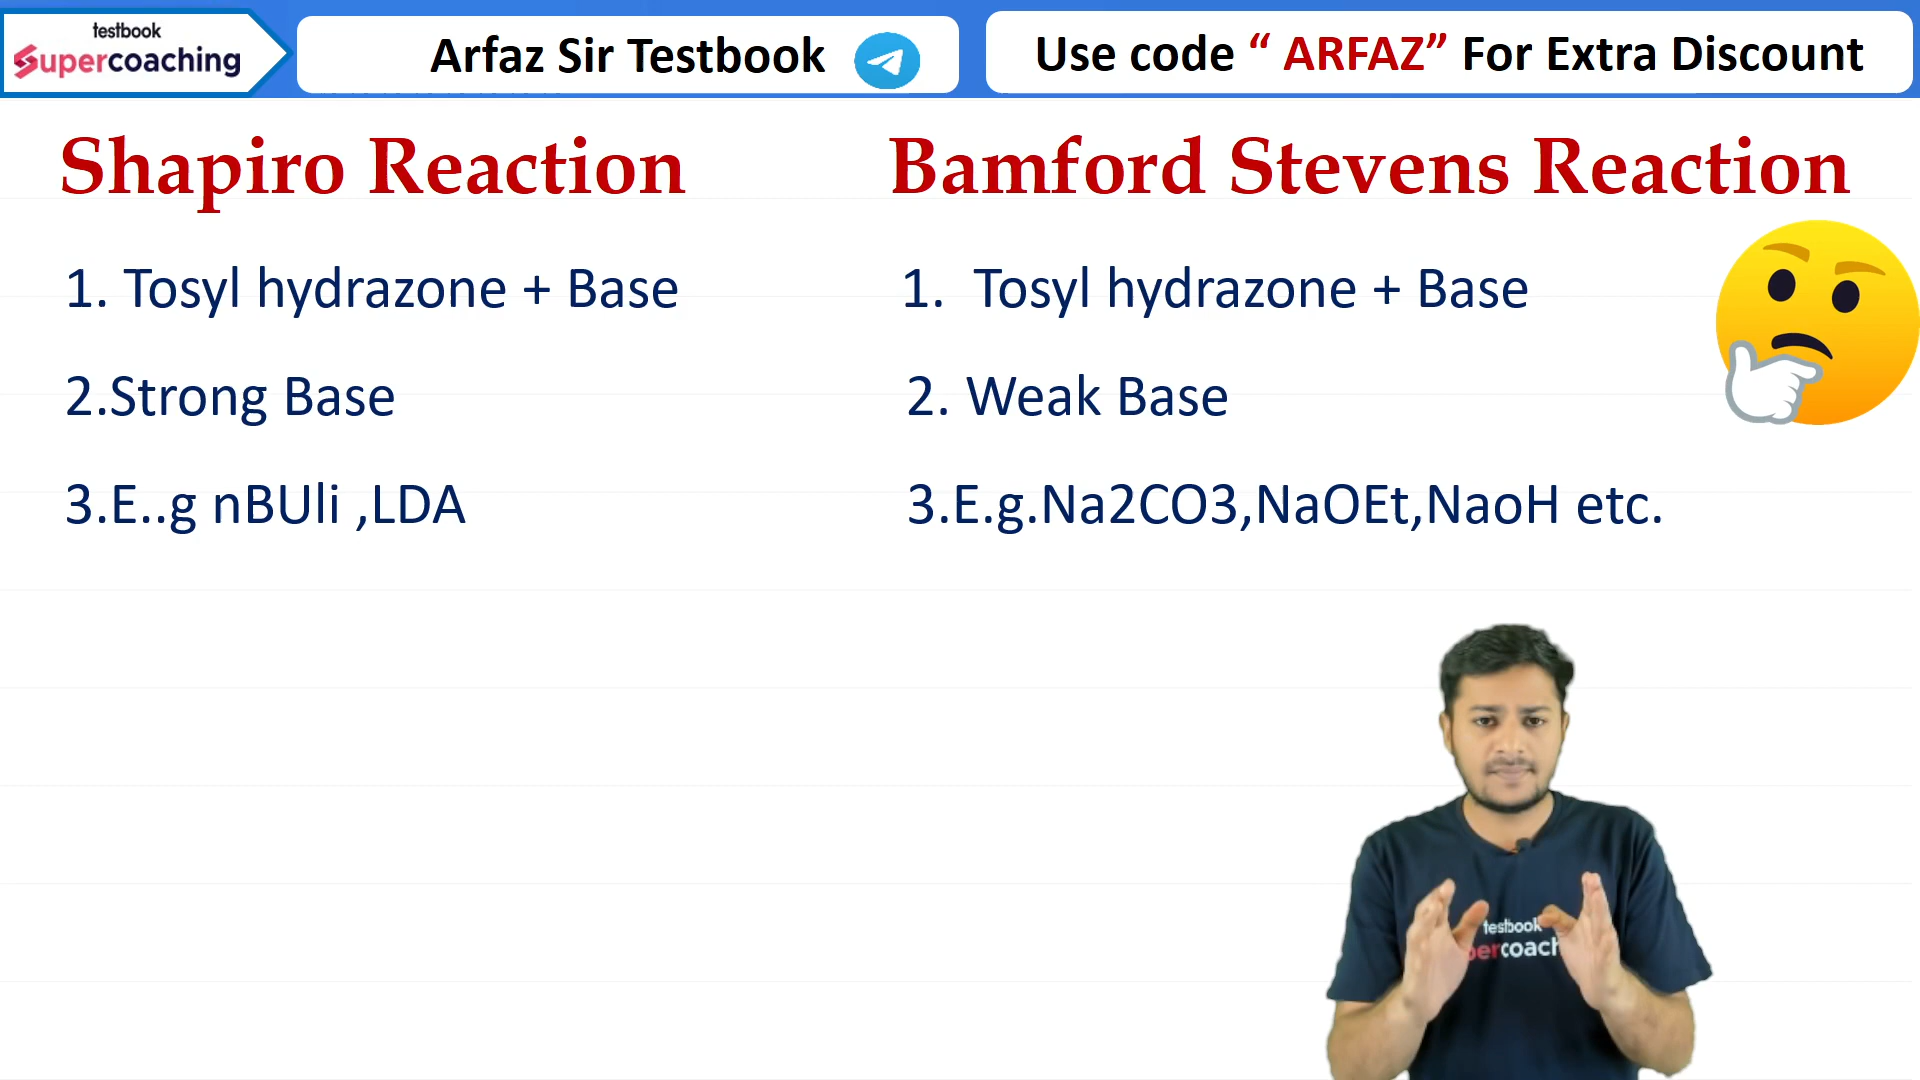 testbook
Supercoaching
Arfaz Sir Testbook
Use code “ ARFAZ” For Extra Discount
Shapiro Reaction
1. Tosyl hydrazone + Base
2.Strong Base
3.E..g nBUli ,LDA
Bamford Stevens Reaction
1. Tosyl hydrazone + Base
2. Weak Base
3.E.g.Na2CO3,NaOEt,NaoH etc.
testbook
percoach